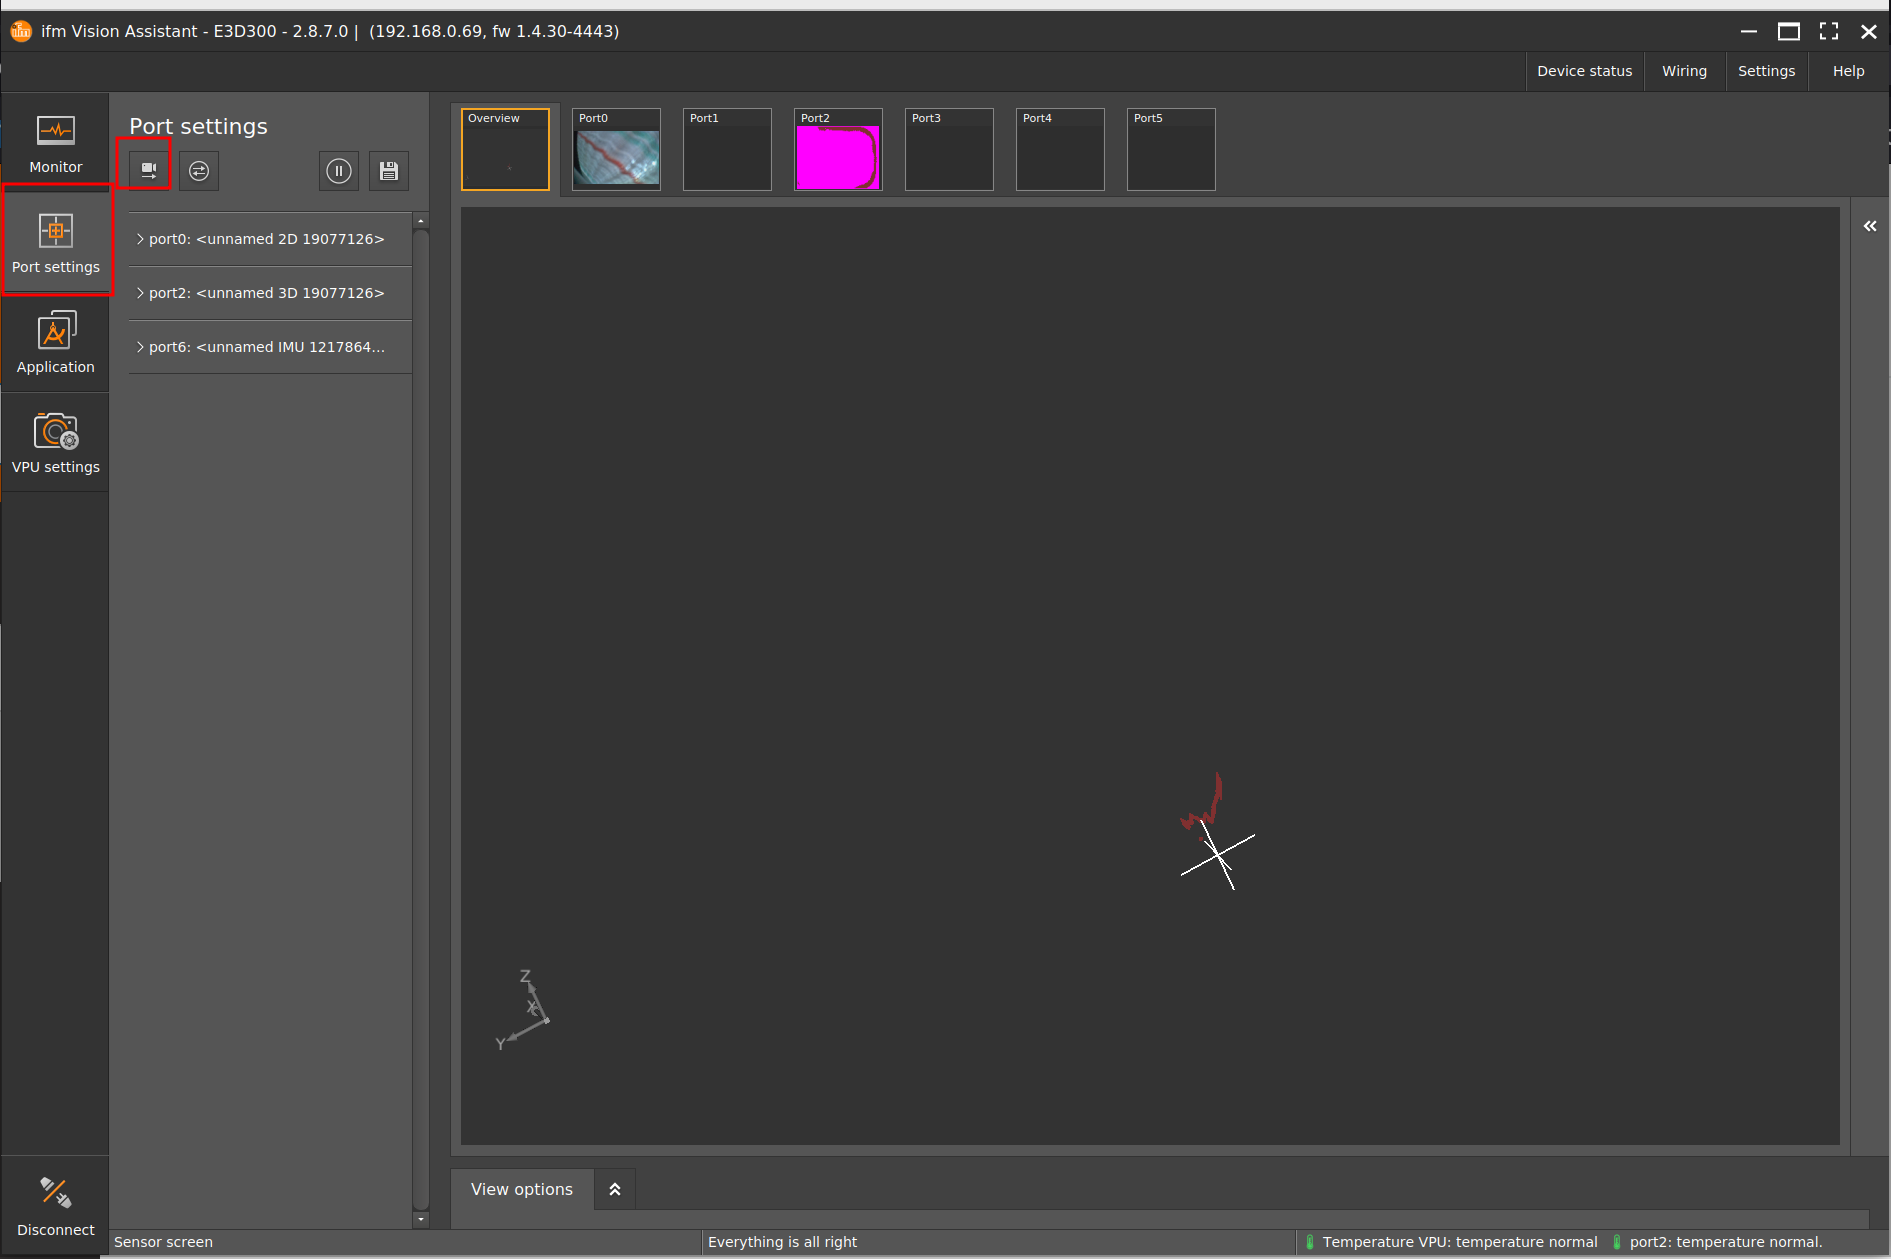 ifm Vision Assistant - E3D300 - 2.8.7.0 | (192.168.0.69, fw 1.4.30-4443)
Device status
Wiring
Settings
Help
Monitor
Port settings
Application
VPU settings
Disconnect
Port settings
port0: <unnamed 2D 19077126>
port2: <unnamed 3D 19077126>
port6: <unnamed IMU 1217864...
Overview
Port0
Port1
Port2
Port3
Port4
Port5
Z
X
Y
View options
Sensor screen
Everything is all right
Temperature VPU: temperature normal
port2: temperature normal.